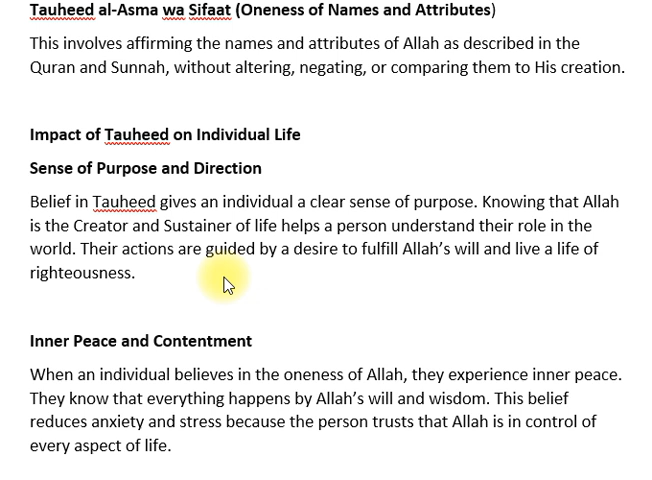 Tauheed al-Asma wa Sifaat (Oneness of Names and Attributes)
This involves affirming the names and attributes of Allah as described in the
Quran and Sunnah, without altering, negating, or comparing them to His creation.
Impact of Tauheed on Individual Life
Sense of Purpose and Direction
Belief in Tauheed gives an individual a clear sense of purpose. Knowing that Allah
is the Creator and Sustainer of life helps a person understand their role in the
world. Their actions are guided by a desire to fulfill Allah’s will and live a life of
righteousness.
Inner Peace and Contentment
When an individual believes in the oneness of Allah, they experience inner peace.
They know that everything happens by Allah’s will and wisdom. This belief
reduces anxiety and stress because the person trusts that Allah is in control of
every aspect of life.